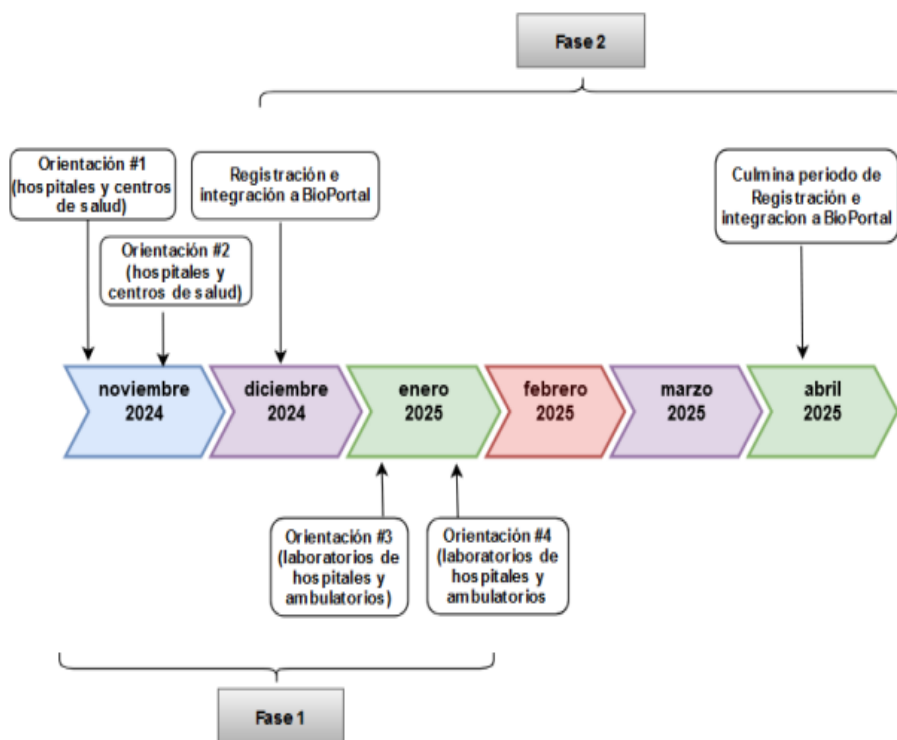 Fase 2
Orientación #1
(hospitales y centros
de salud)
Registración e
integración a BioPortal
Culmina periodo de
Registración e
integracion a BioPortal
Orientación #2
(hospitales y
centros de salud)
noviembre
2024
diciembre
2024
enero
2025
febrero
2025
marzo
2025
abril
2025
Orientación #3
(laboratorios de
hospitales y
ambulatorios)
Orientación #4
(laboratorios de
hospitales y
ambulatorios
Fase 1